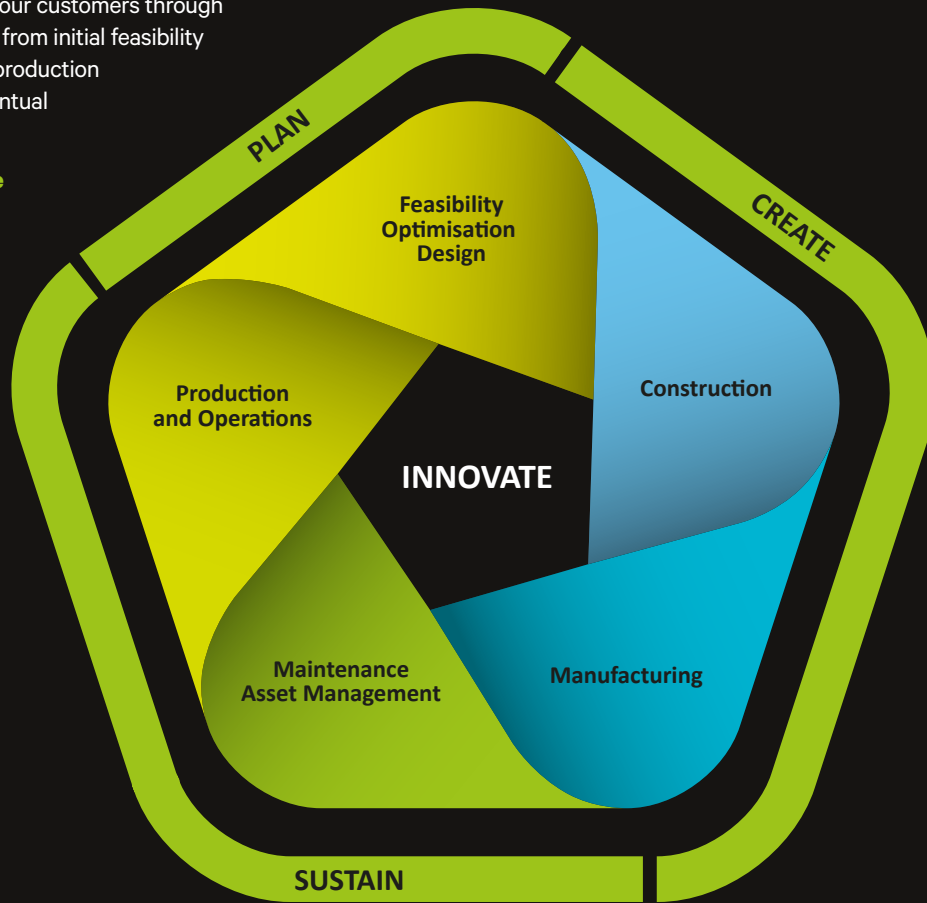 our customers through
from initial feasibility
production
PLAN
CREATE
Feasibility
Optimisation
Design
Construction
Production
and Operations
INNOVATE
Maintenance
Asset Management
Manufacturing
SUSTAIN